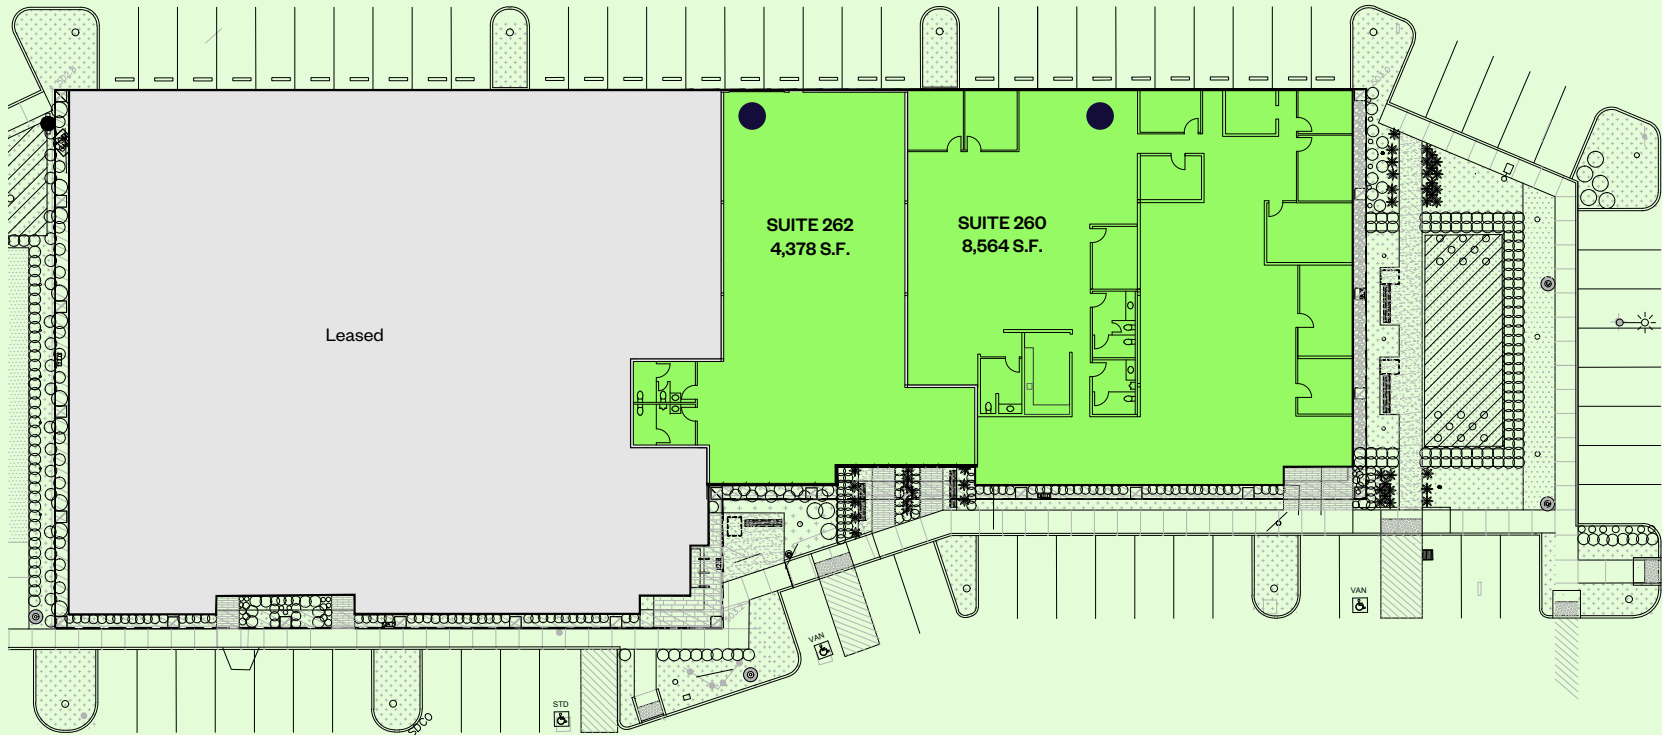 SUITE 262
4,378 S.F.
SUITE 260
8,564 S.F.
Leased
VAN
VAN
STD